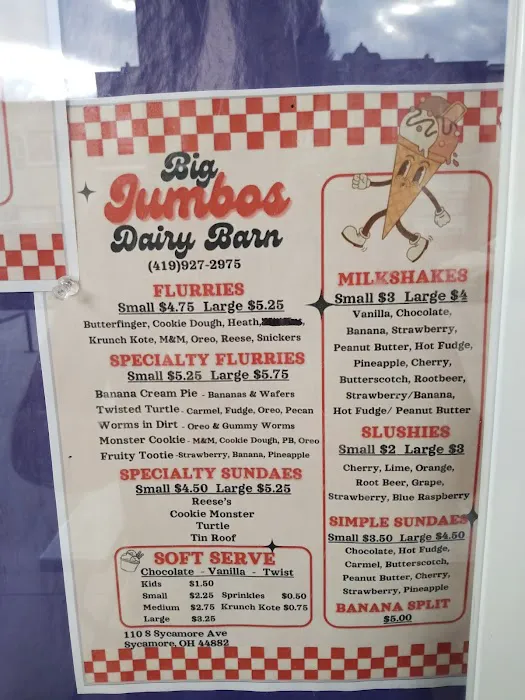 Big
Jumbos
Dairy Barn
(419)927-2975
FLURRIES
Small $4.75 Large $5.25
Butterfinger, Cookie Dough, Heath,
Krunch Kote, M&M, Oreo, Reese, Snickers
SPECIALTY FLURRIES
Small $5.25 Large $5.75
Banana Cream Pie - Bananas & Wafers
Twisted Turtle - Carmel, Fudge, Oreo, Pecan
Worms in Dirt - Oreo & Gummy Worms
Monster Cookie - M&M, Cookie Dough, PB, Oreo
Fruity Tootie -Strawberry, Banana, Pineapple
SPECIALTY SUNDAES
Small $4.50 Large $5.25
Reese's
Cookie Monster
Turtle
Tin Roof
SOFT SERVE
Chocolate - Vanilla - Twist
Kids $1.50
Small $2.25 Sprinkles $0.50
Medium $2.75 Krunch Kote $0.75
Large $3.25
110 S Sycamore Ave
Sycamore, OH 44882
MILKSHAKES
Small $3 Large $4
Vanilla, Chocolate,
Banana, Strawberry,
Peanut Butter, Hot Fudge,
Pineapple, Cherry,
Butterscotch, Rootbeer,
Strawberry/Banana,
Hot Fudge/ Peanut Butter
SLUSHIES
Small $2 Large $3
Cherry, Lime, Orange,
Root Beer, Grape,
Strawberry, Blue Raspberry
SIMPLE SUNDAES
Small $3.50 Large $4.50
Chocolate, Hot Fudge,
Carmel, Butterscotch,
Peanut Butter, Cherry,
Strawberry, Pineapple
BANANA SPLIT
$5.00